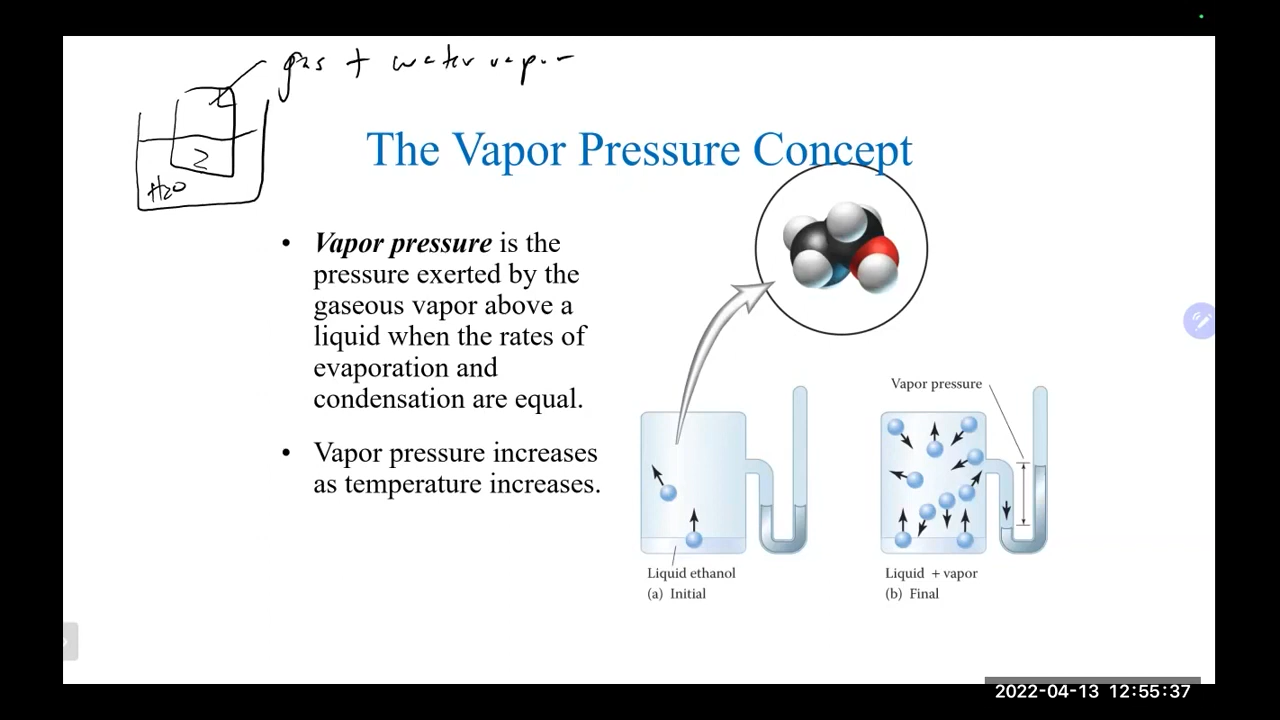 gas + water vapor
H2O
The Vapor Pressure Concept
• Vapor pressure is the
pressure exerted by the
gaseous vapor above a
liquid when the rates of
evaporation and
condensation are equal.
• Vapor pressure increases
as temperature increases.
Liquid ethanol
(a) Initial
Vapor pressure
Liquid + vapor
(b) Final
2022-04-13 12:55:37